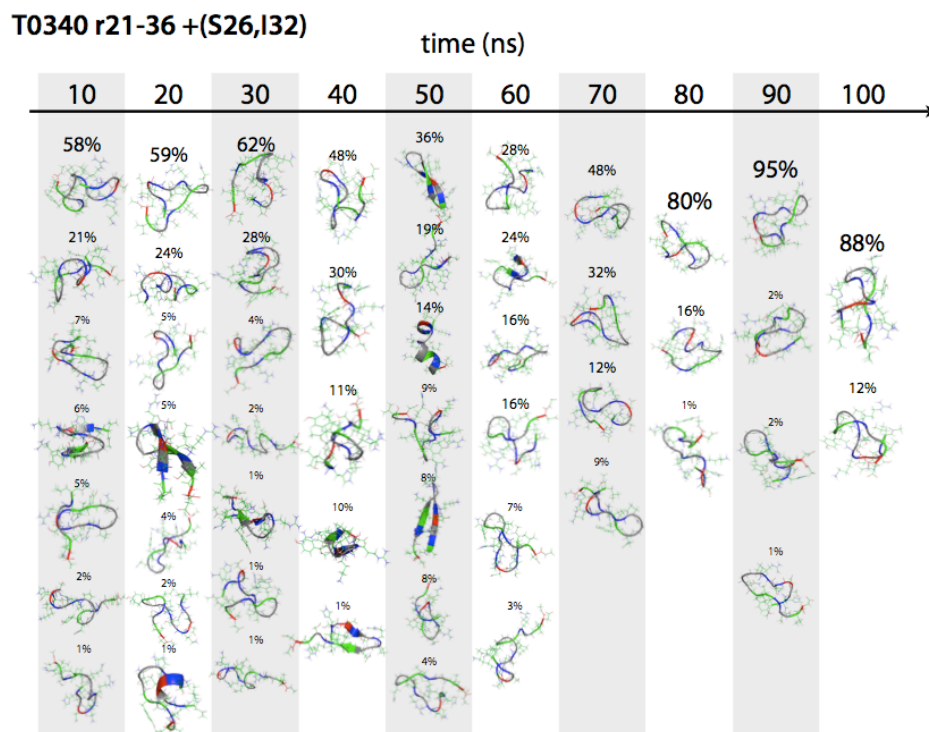 T0340 r21-36 +(S26,I32)
time (ns)
10 20 30 40 50 60 70 80 90 100
58% 59% 62% 48% 36% 28% 48% 80% 95% 88%
21% 24% 28% 30% 19% 24% 32% 16% 2% 12%
7% 5% 4% 11% 14% 16% 12% 1% 2%
6% 5% 2% 10% 9% 16% 9% 1%
5% 4% 1% 1% 8% 7%
2% 2% 1% 8% 3%
1% 1% 1% 4%